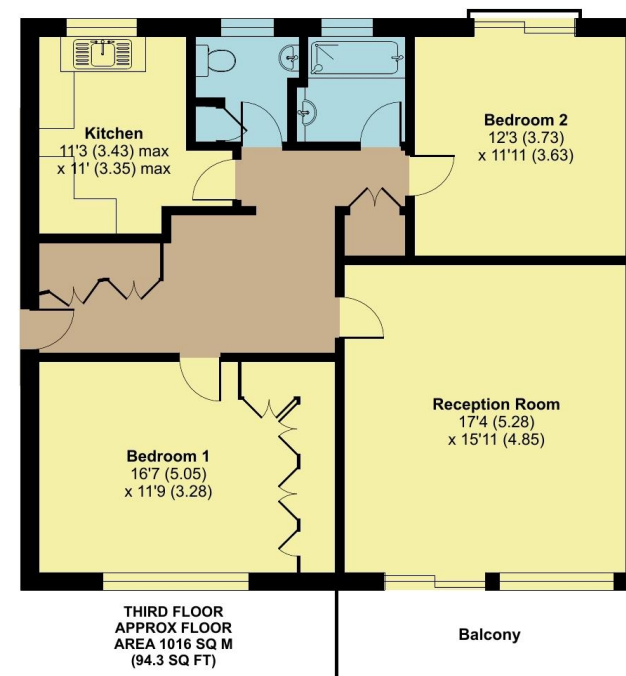 Kitchen
11'3 (3.43) max
x 11' (3.35) max
Bedroom 2
12'3 (3.73)
x 11'11 (3.63)
Reception Room
17'4 (5.28)
x 15'11 (4.85)
Bedroom 1
16'7 (5.05)
x 11'9 (3.28)
THIRD FLOOR
APPROX FLOOR
AREA 1016 SQ M
(94.3 SQ FT)
Balcony